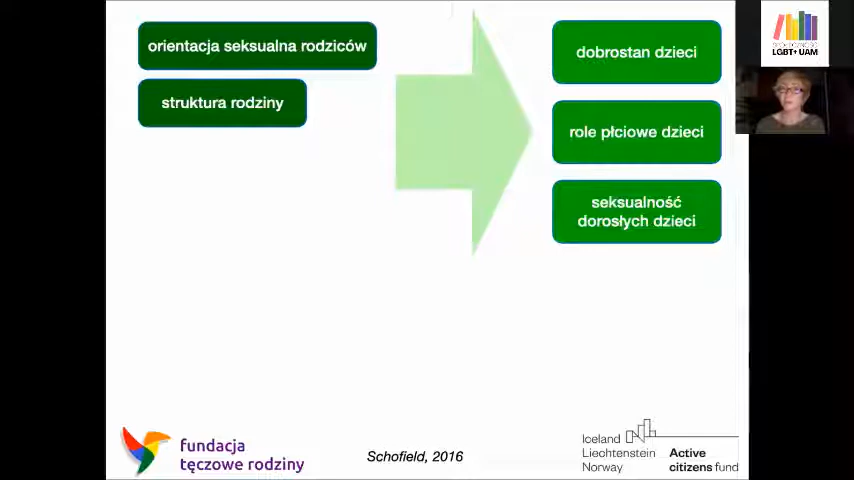 orientacja seksualna rodziców
struktura rodziny
dobrostan dzieci
role płciowe dzieci
seksualność
dorosłych dzieci
SPOŁECZNOŚĆ
LGBT+ UAM
fundacja
tęczowe rodziny
Schofield, 2016
Iceland
Liechtenstein
Norway
Active
citizens fund